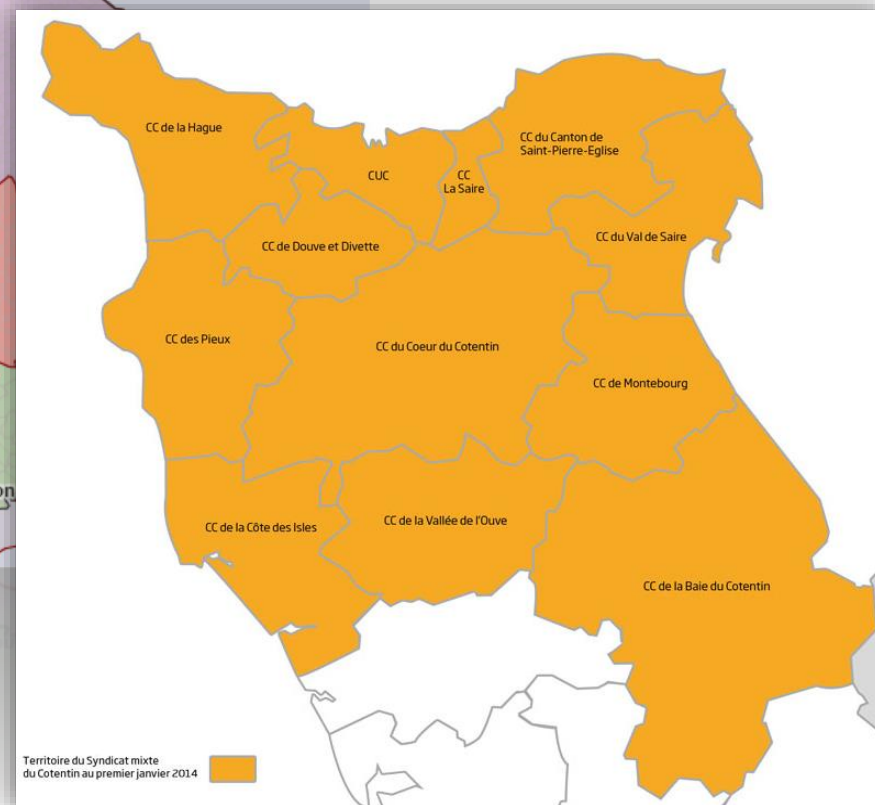 CC de la Hague
CC du Canton de
Saint-Pierre-Eglise
CUC
CC
La Saire
CC du Val de Saire
CC de Douve et Divette
CC des Pieux
CC du Coeur du Cotentin
CC de Montebourg
CC de la Côte des Isles
CC de la Vallée de l'Ouve
CC de la Baie du Cotentin
Territoire du Syndicat mixte
du Cotentin au premier janvier 2014